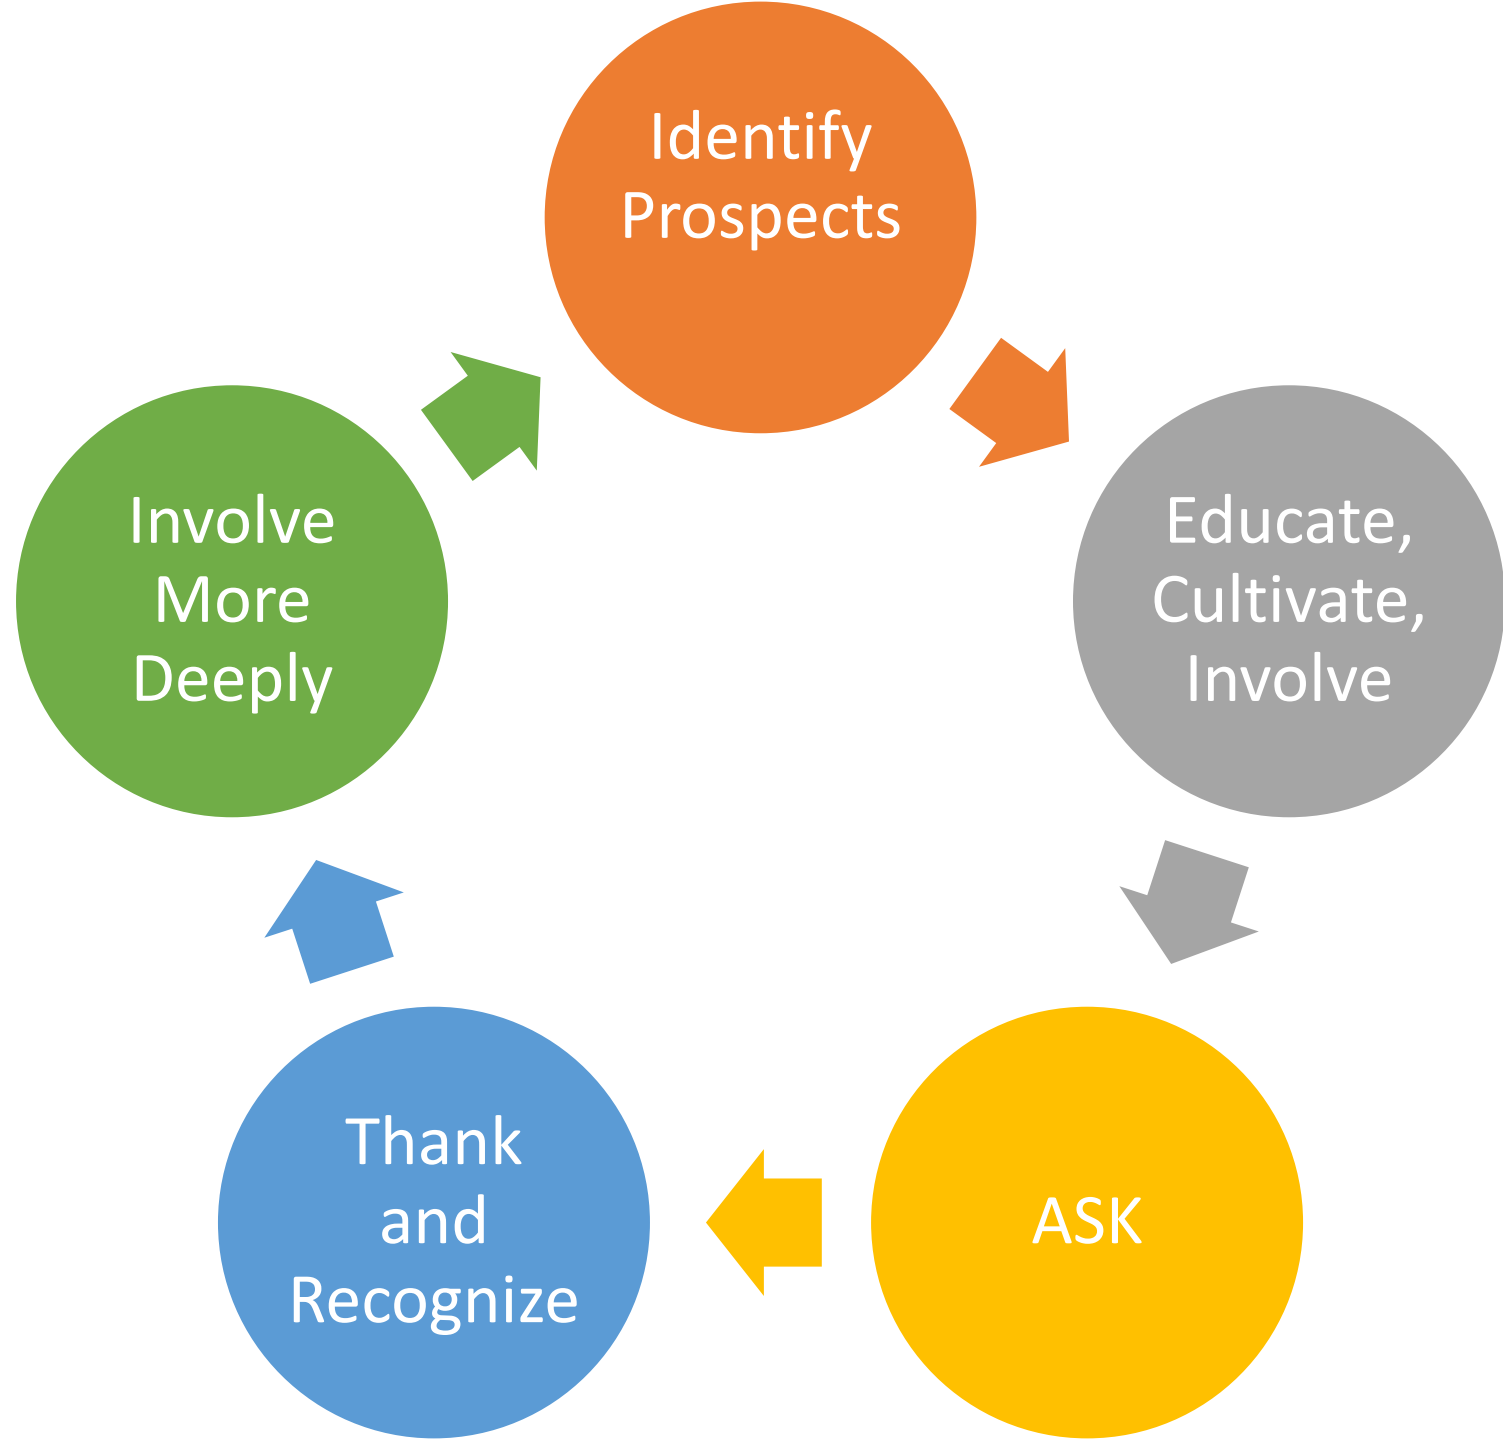 Identify
Prospects
Educate,
Cultivate,
Involve
ASK
Thank
and
Recognize
Involve
More
Deeply